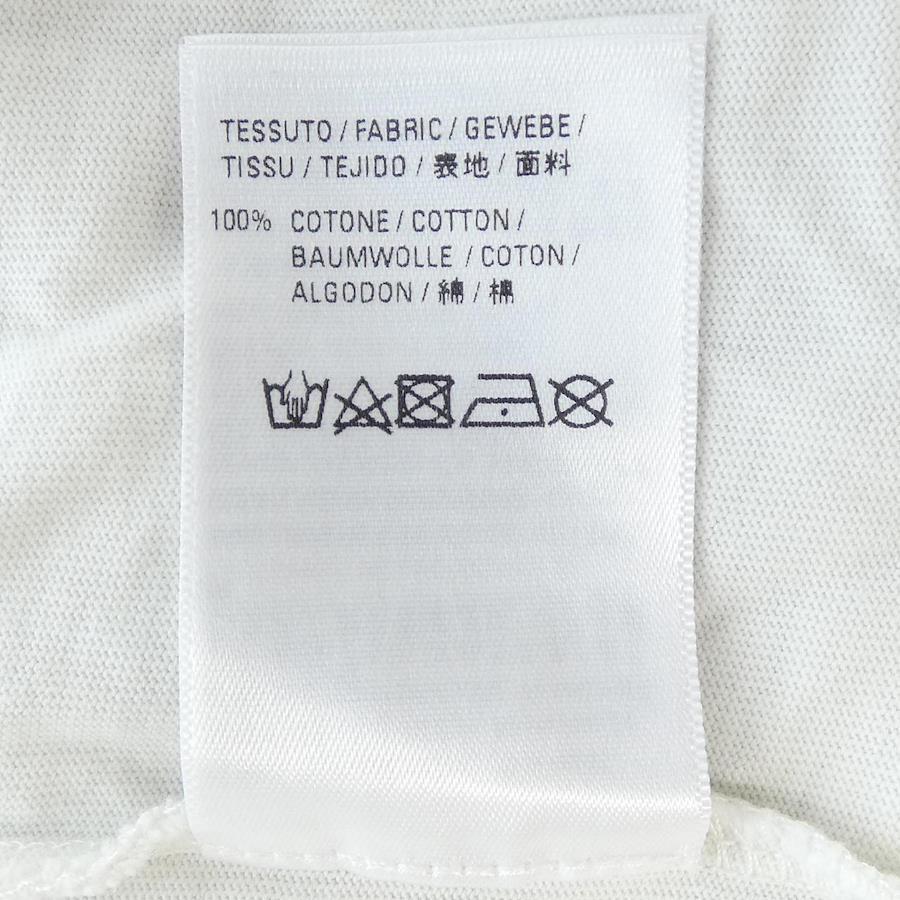 TESSUTO / FABRIC / GEWEBE /
TISSU / TEJIDO / 表地 / 面料
100% COTONE / COTTON /
BAUMWOLLE / COTON /
ALGODON / 綿 / 棉